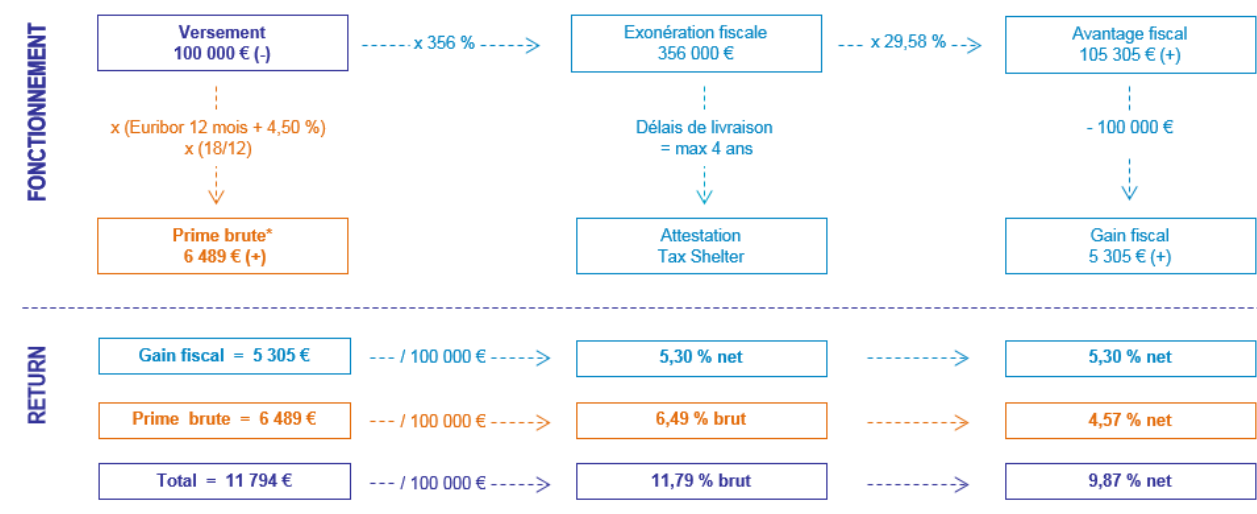 FONCTIONNEMENT
Versement
100 000 € (-)
x 356 %
Exonération fiscale
356 000 €
x 29,58 %
Avantage fiscal
105 305 € (+)
x (Euribor 12 mois + 4,50 %)
x (18/12)
Délais de livraison
= max 4 ans
- 100 000 €
Prime brute*
6 489 € (+)
Attestation
Tax Shelter
Gain fiscal
5 305 € (+)
RETURN
Gain fiscal = 5 305 €
/ 100 000 €
5,30 % net
5,30 % net
Prime brute = 6 489 €
/ 100 000 €
6,49 % brut
4,57 % net
Total = 11 794 €
/ 100 000 €
11,79 % brut
9,87 % net